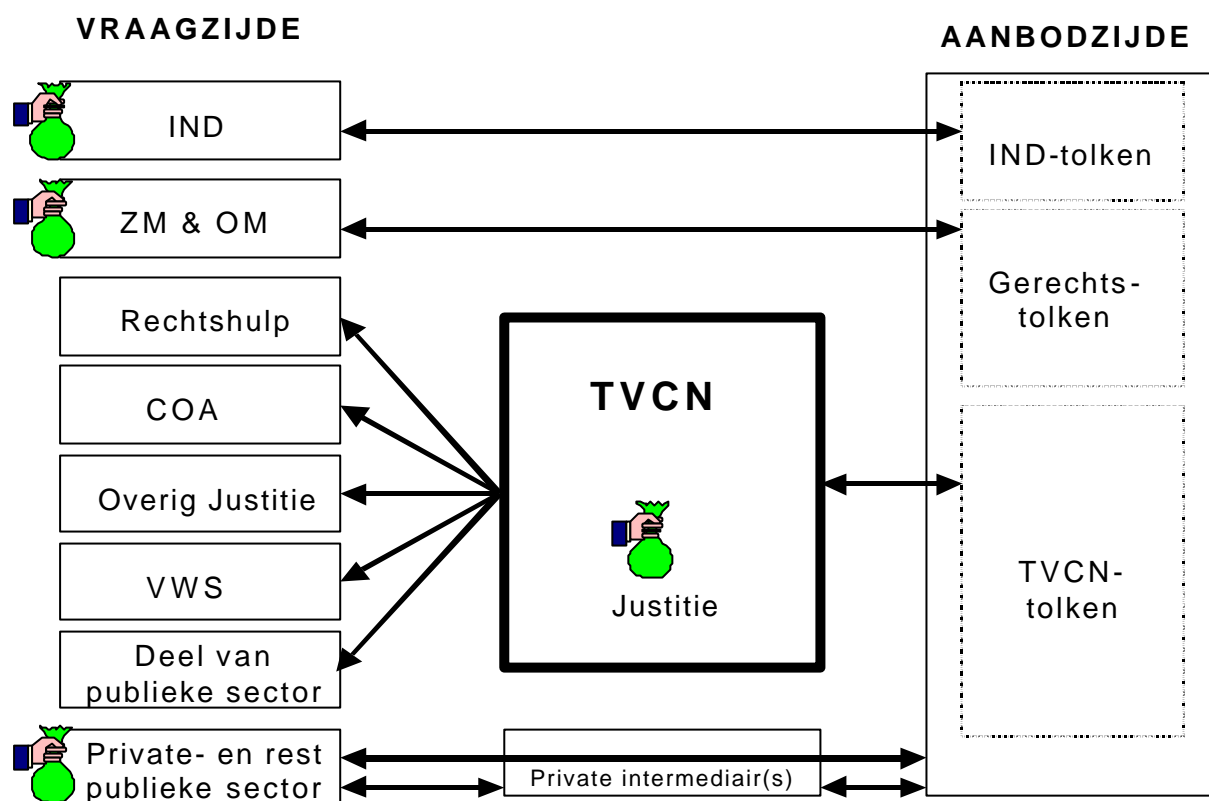 VRAAGZIJDE
AANBODZIJDE
IND
ZM & OM
Rechtshulp
COA
Overig Justitie
VWS
Deel van
publieke sector
Private- en rest
publieke sector
TVCN
Justitie
Private intermediair(s)
IND-tolken
Gerechts-
tolken
TVCN-
tolken